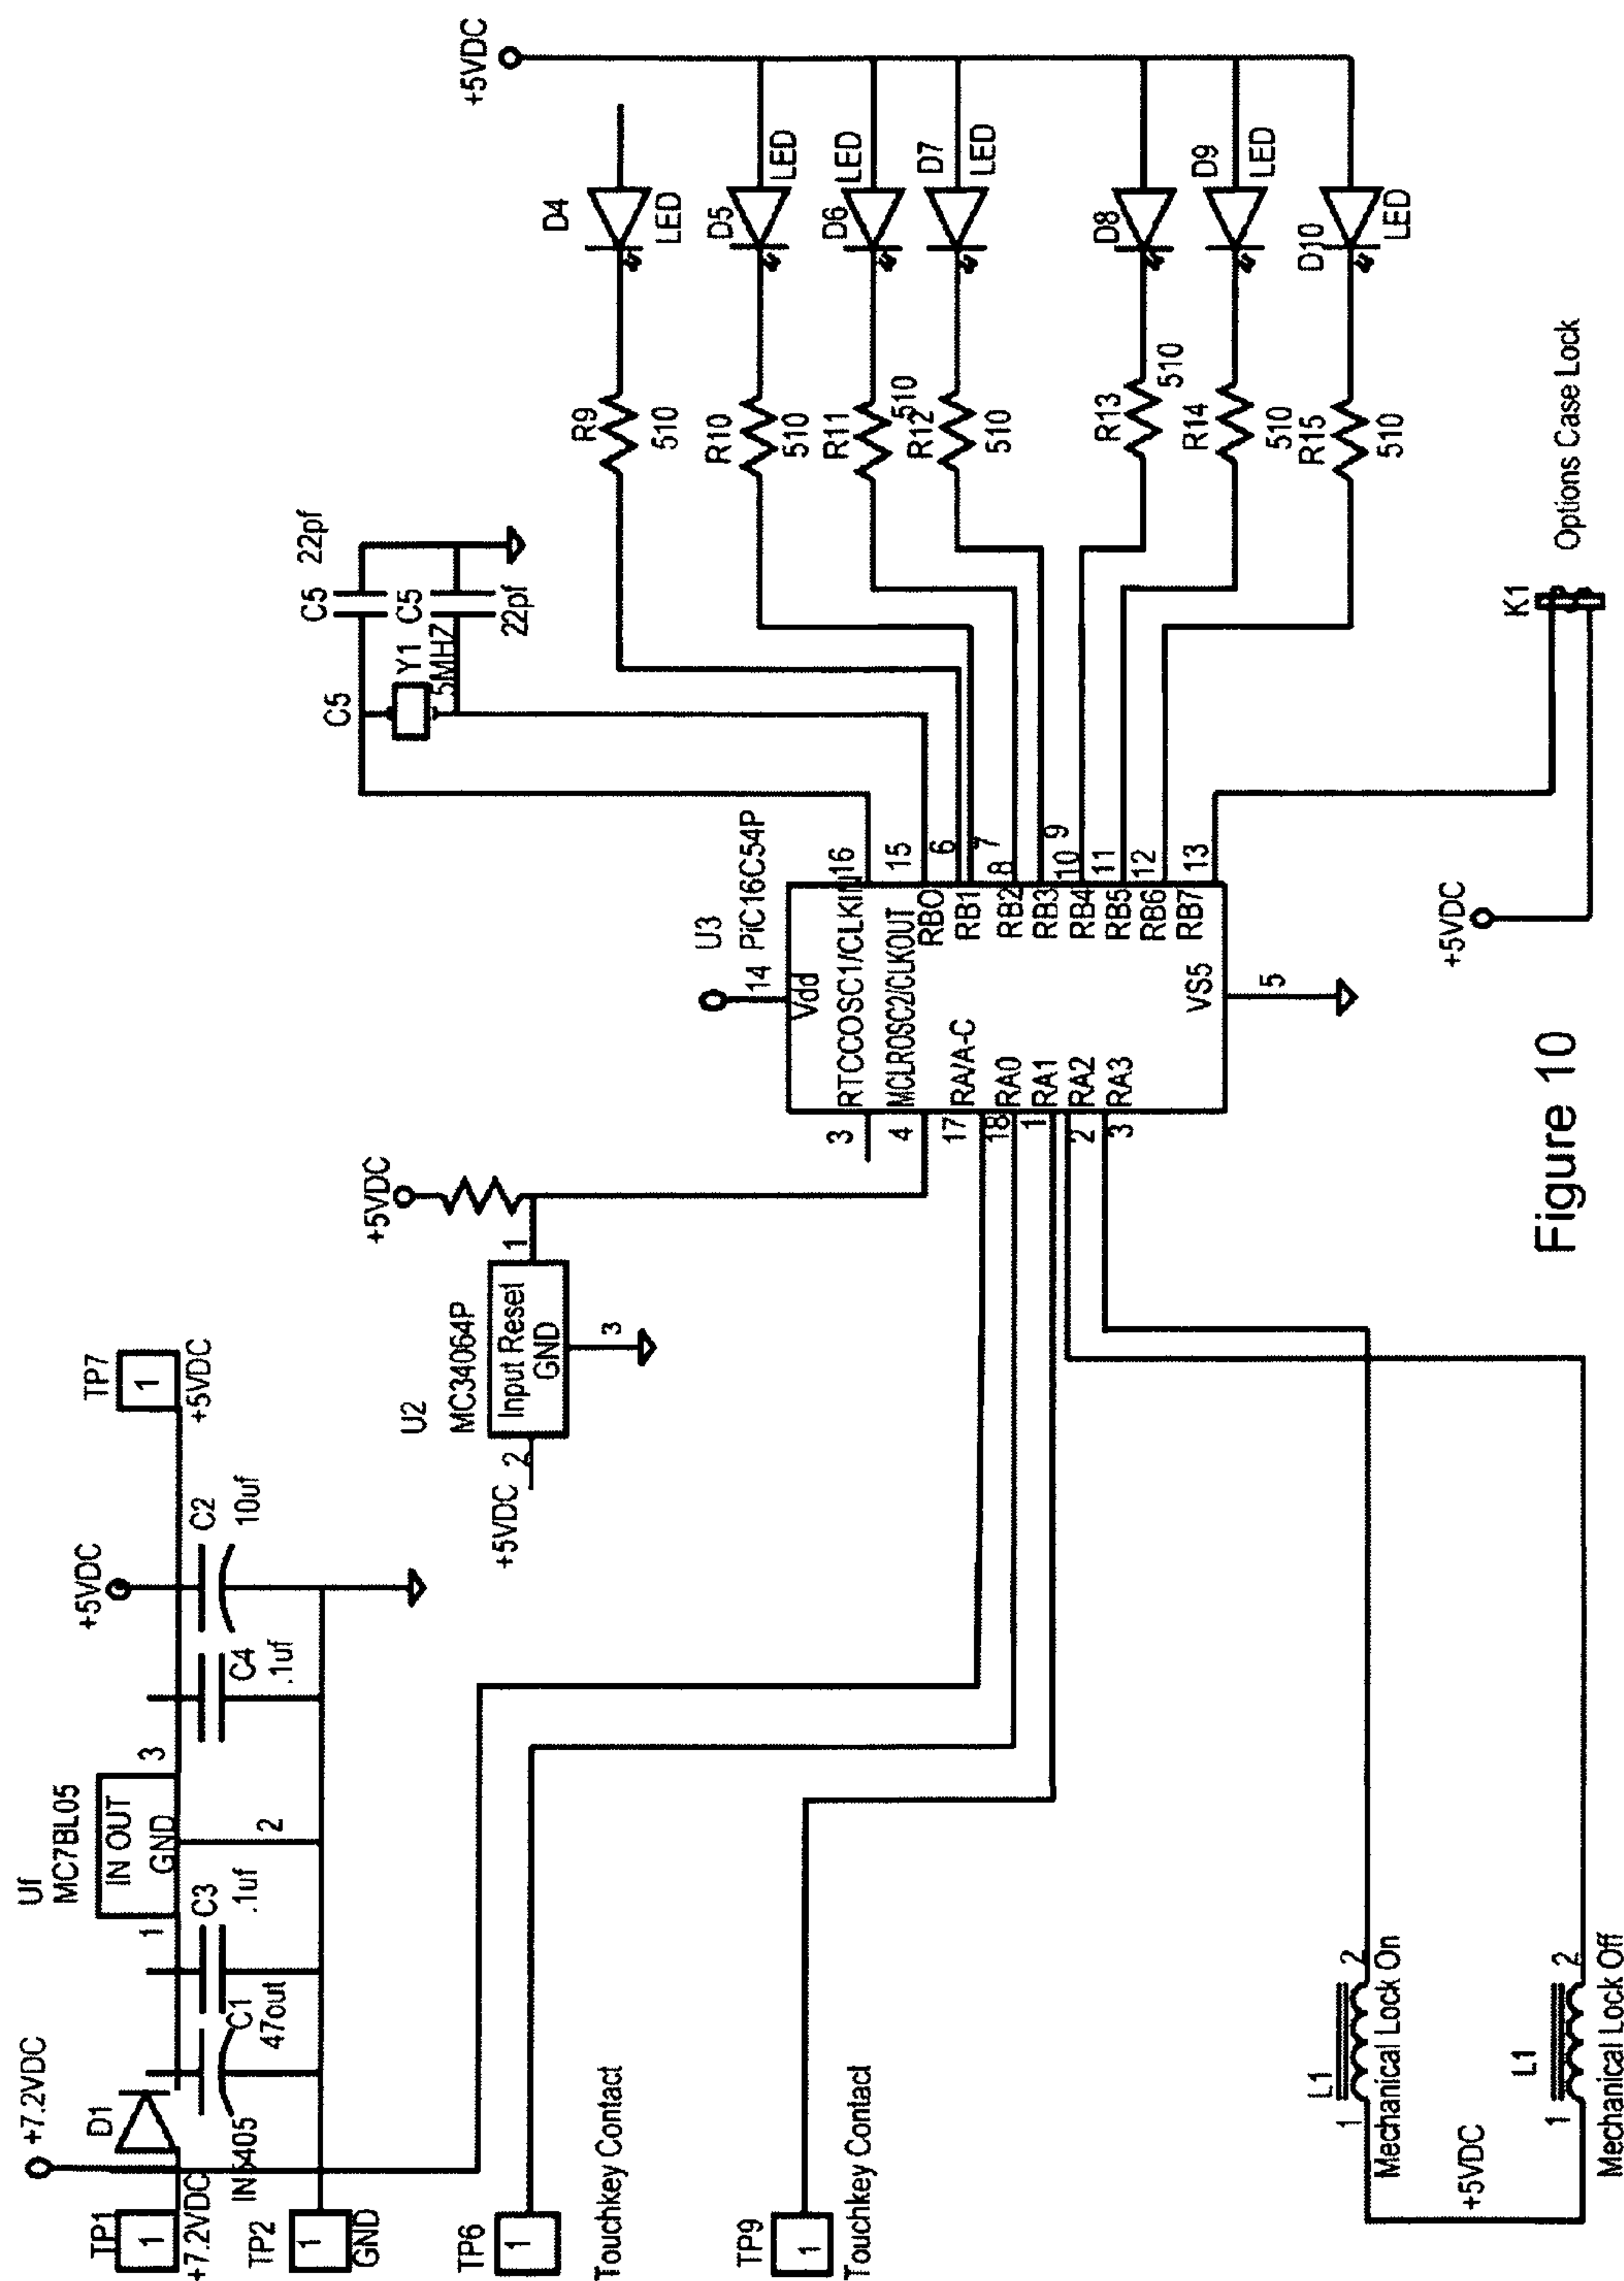 +7.2VDC
TP1
1
+7.2VDC
D1
IN5405
C1
47out
C3
.1uf
Uf
MC7BL05
IN OUT
GND
1
2
3
C4
.1uf
+5VDC
C2
10uf
TP7
1
+5VDC
TP2
1
GND
U2
MC34064P
Input Reset
GND
+5VDC
2
1
3
+5VDC
TP6
1
Touchkey Contact
TP9
1
Touchkey Contact
C5
C5
22pf
C5
22pf
Y1
5MHZ
U3
PiC16C54P
14
Vdd
RTCCOSC1/CLKIN
MCLROSC2/CLKOUT
RA/A-C
RA0
RA1
RA2
RA3
RBO
RB1
RB2
RB3
RB4
RB5
RB6
RB7
VS5
3
4
17
18
1
2
3
16
15
6
7
8
9
10
11
12
13
5
+5VDC
D4
LED
D5
LED
D6
LED
D7
LED
D8
D9
LED
D10
LED
R9
510
R10
510
R11
510
R12
510
R13
510
R14
510
R15
510
K1
Options Case Lock
+5VDC
L1
1
2
Mechanical Lock On
+5VDC
L1
1
2
Mechanical Lock Off
Figure 10